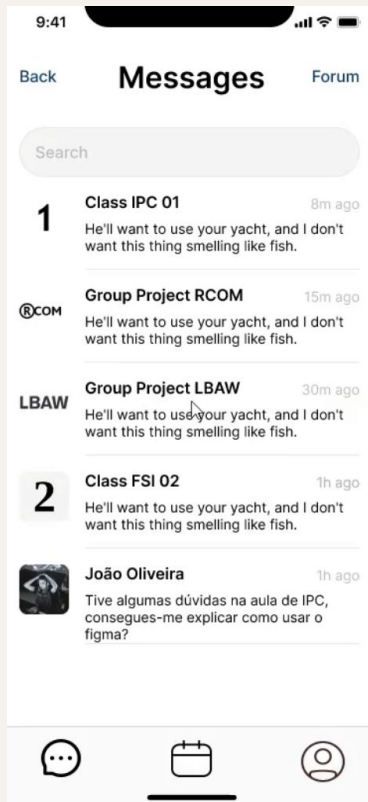 9:41
Back Messages Forum
Search
1
Class IPC 01 8m ago
He'll want to use your yacht, and I don't
want this thing smelling like fish.
®COM
Group Project RCOM 15m ago
He'll want to use your yacht, and I don't
want this thing smelling like fish.
LBAW
Group Project LBAW 30m ago
He'll want to use your yacht, and I don't
want this thing smelling like fish.
2
Class FSI 02 1h ago
He'll want to use your yacht, and I don't
want this thing smelling like fish.
João Oliveira 1h ago
Tive algumas dúvidas na aula de IPC,
consegues-me explicar como usar o
figma?